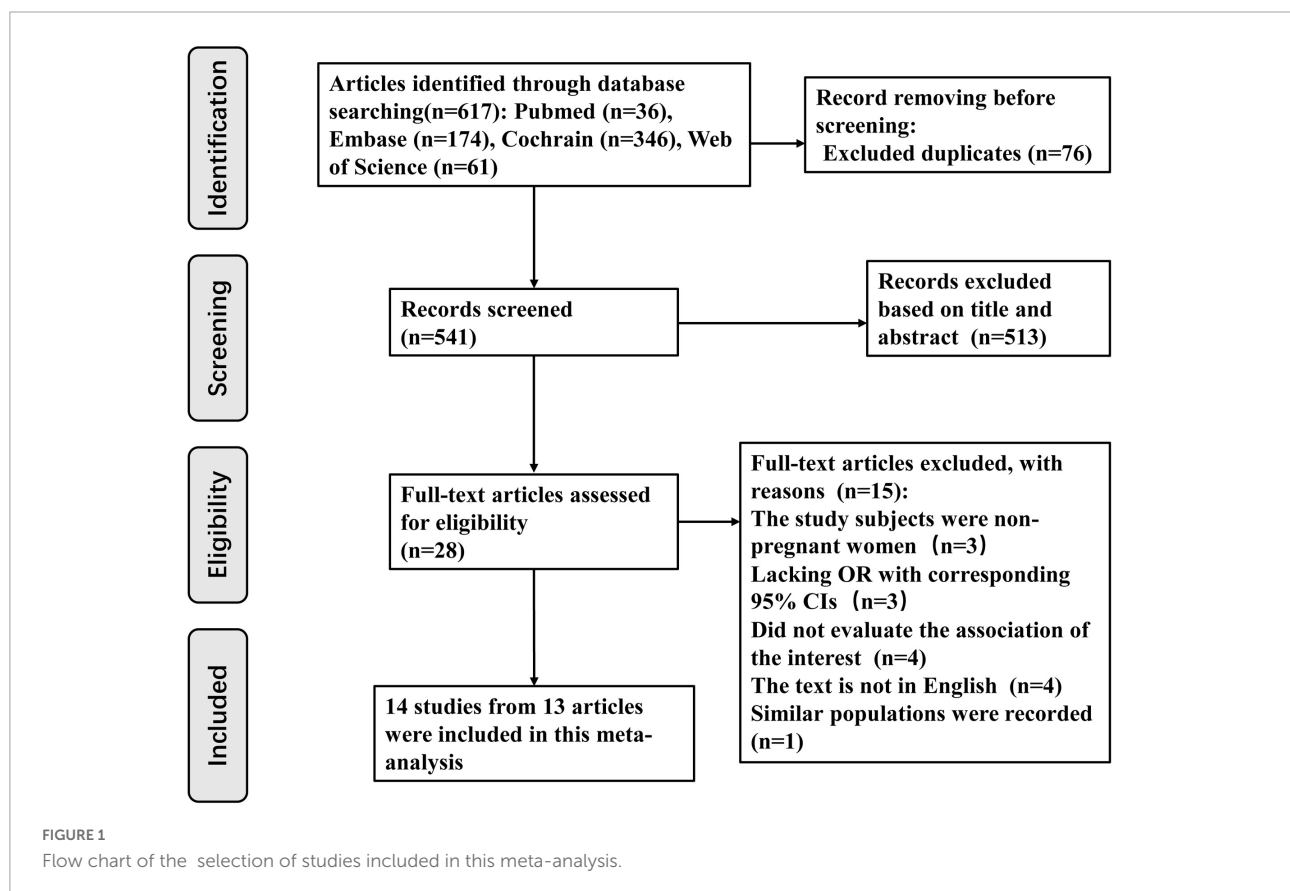 Identification
Articles identified through database
searching(n=617): Pubmed (n=36),
Embase (n=174), Cochrain (n=346), Web
of Science (n=61)
Record removing before
screening:
Excluded duplicates (n=76)
Screening
Records screened
(n=541)
Records excluded
based on title and
abstract (n=513)
Eligibility
Full-text articles assessed
for eligibility
(n=28)
Full-text articles excluded, with
reasons (n=15):
The study subjects were non-
pregnant women (n=3)
Lacking OR with corresponding
95% CIs (n=3)
Did not evaluate the association of
the interest (n=4)
The text is not in English (n=4)
Similar populations were recorded
(n=1)
Included
14 studies from 13 articles
were included in this meta-
analysis
FIGURE 1
Flow chart of the selection of studies included in this meta-analysis.